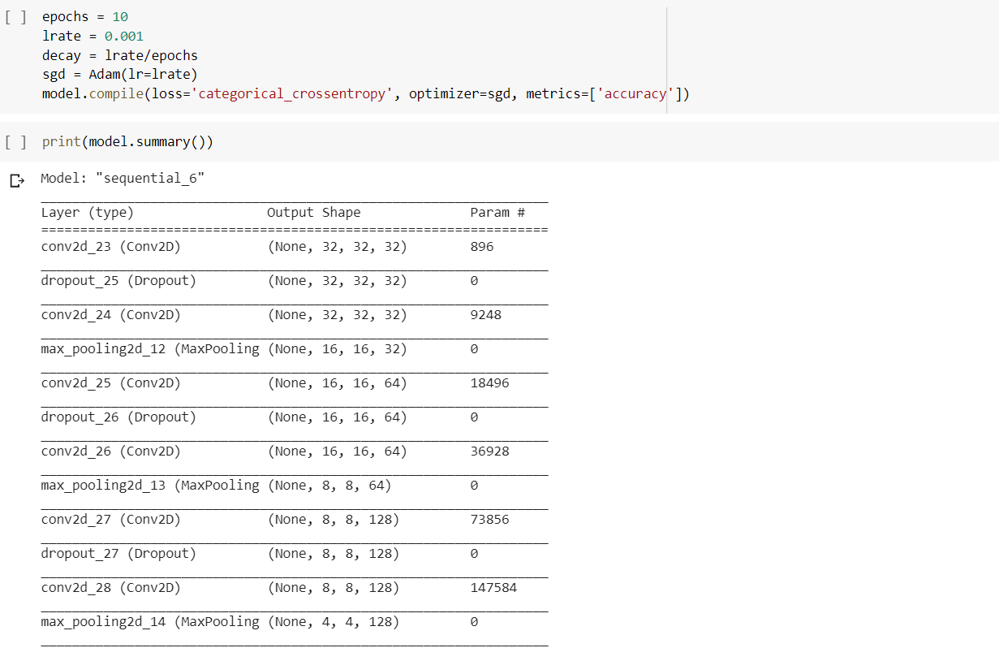 [ ] epochs = 10
lrate = 0.001
decay = lrate/epochs
sgd = Adam(lr=lrate)
model.compile(loss='categorical_crossentropy', optimizer=sgd, metrics=['accuracy'])
[ ] print(model.summary())
Model: "sequential_6"
_________________________________________________________________
Layer (type)                 Output Shape              Param #
=================================================================
conv2d_23 (Conv2D)           (None, 32, 32, 32)        896
_________________________________________________________________
dropout_25 (Dropout)         (None, 32, 32, 32)        0
_________________________________________________________________
conv2d_24 (Conv2D)           (None, 32, 32, 32)        9248
_________________________________________________________________
max_pooling2d_12 (MaxPooling (None, 16, 16, 32)        0
_________________________________________________________________
conv2d_25 (Conv2D)           (None, 16, 16, 64)        18496
_________________________________________________________________
dropout_26 (Dropout)         (None, 16, 16, 64)        0
_________________________________________________________________
conv2d_26 (Conv2D)           (None, 16, 16, 64)        36928
_________________________________________________________________
max_pooling2d_13 (MaxPooling (None, 8, 8, 64)          0
_________________________________________________________________
conv2d_27 (Conv2D)           (None, 8, 8, 128)         73856
_________________________________________________________________
dropout_27 (Dropout)         (None, 8, 8, 128)         0
_________________________________________________________________
conv2d_28 (Conv2D)           (None, 8, 8, 128)         147584
_________________________________________________________________
max_pooling2d_14 (MaxPooling (None, 4, 4, 128)         0
_________________________________________________________________